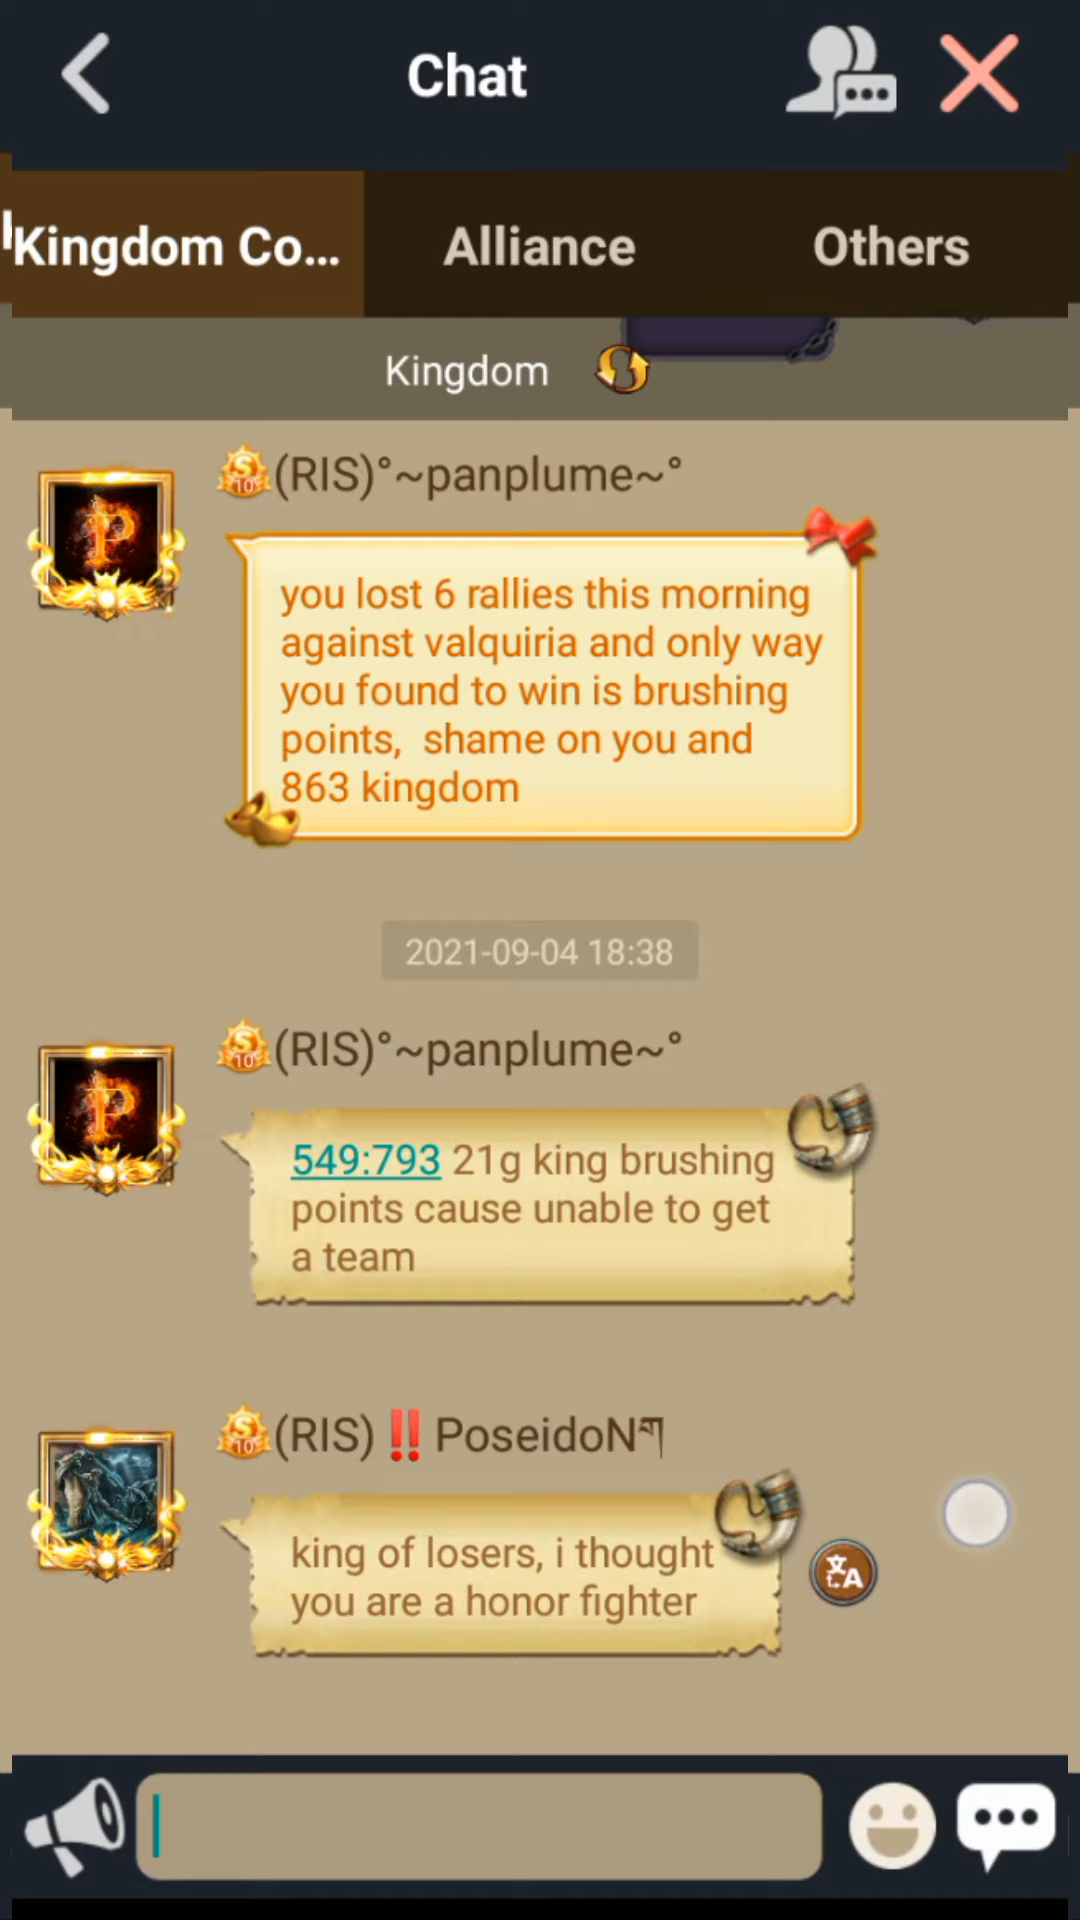 Chat
Kingdom Co...
Alliance
Others
Kingdom
(RIS)°~panplume~°
you lost 6 rallies this morning
against valquiria and only way
you found to win is brushing
points,  shame on you and
863 kingdom
2021-09-04 18:38
(RIS)°~panplume~°
549:793 21g king brushing
points cause unable to get
a team
(RIS)‼PoseidoN
king of losers, i thought
you are a honor fighter